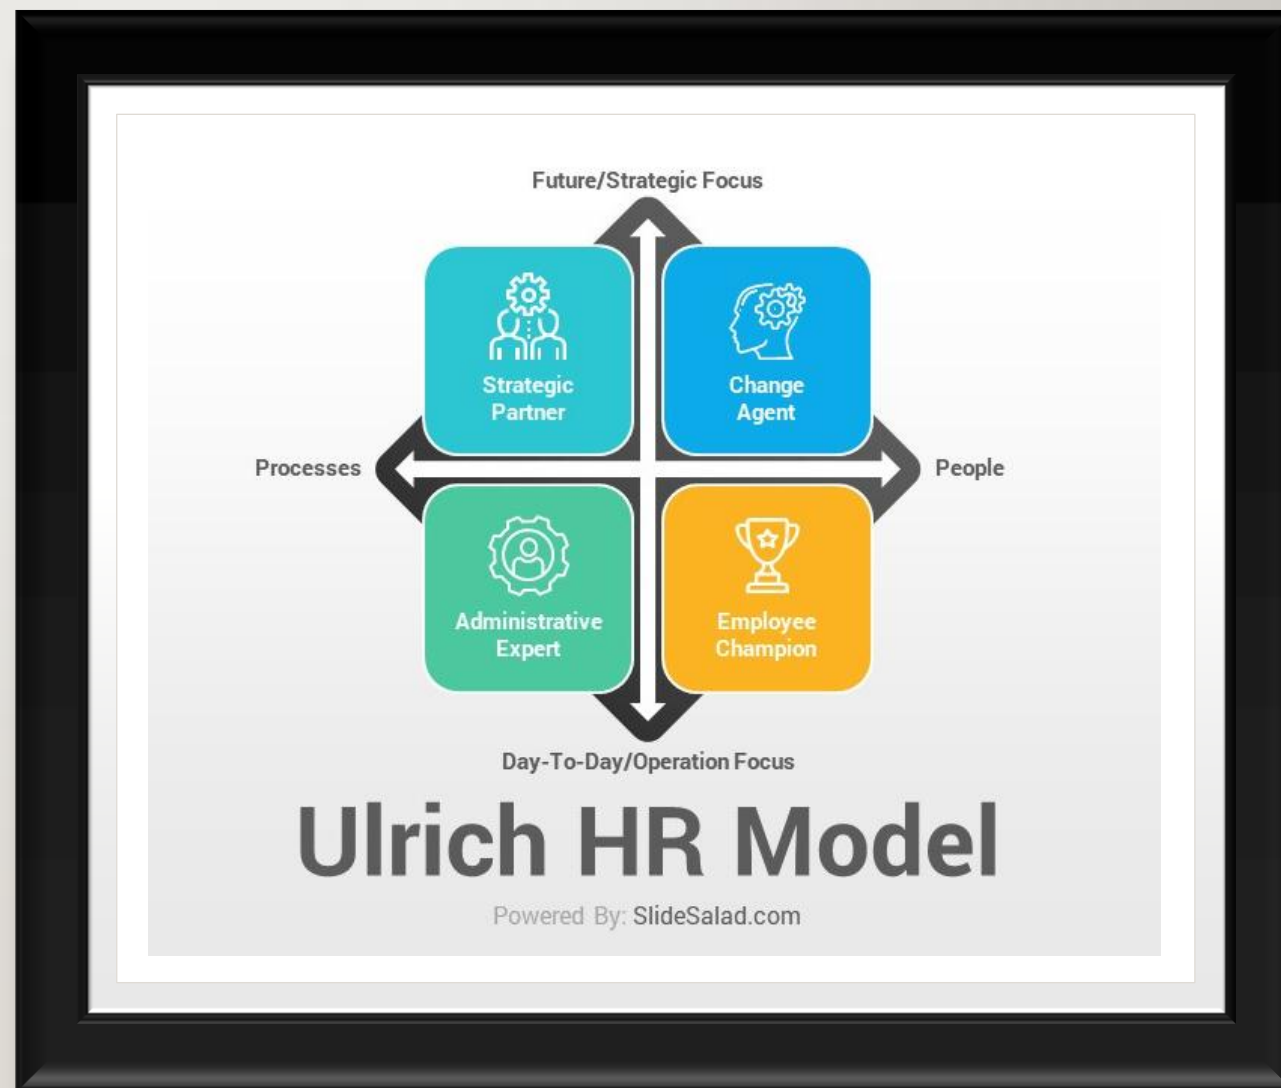 Future/Strategic Focus
Strategic
Partner
Change
Agent
Processes
People
Administrative
Expert
Employee
Champion
Day-To-Day/Operation Focus
Ulrich HR Model
Powered By: SlideSalad.com